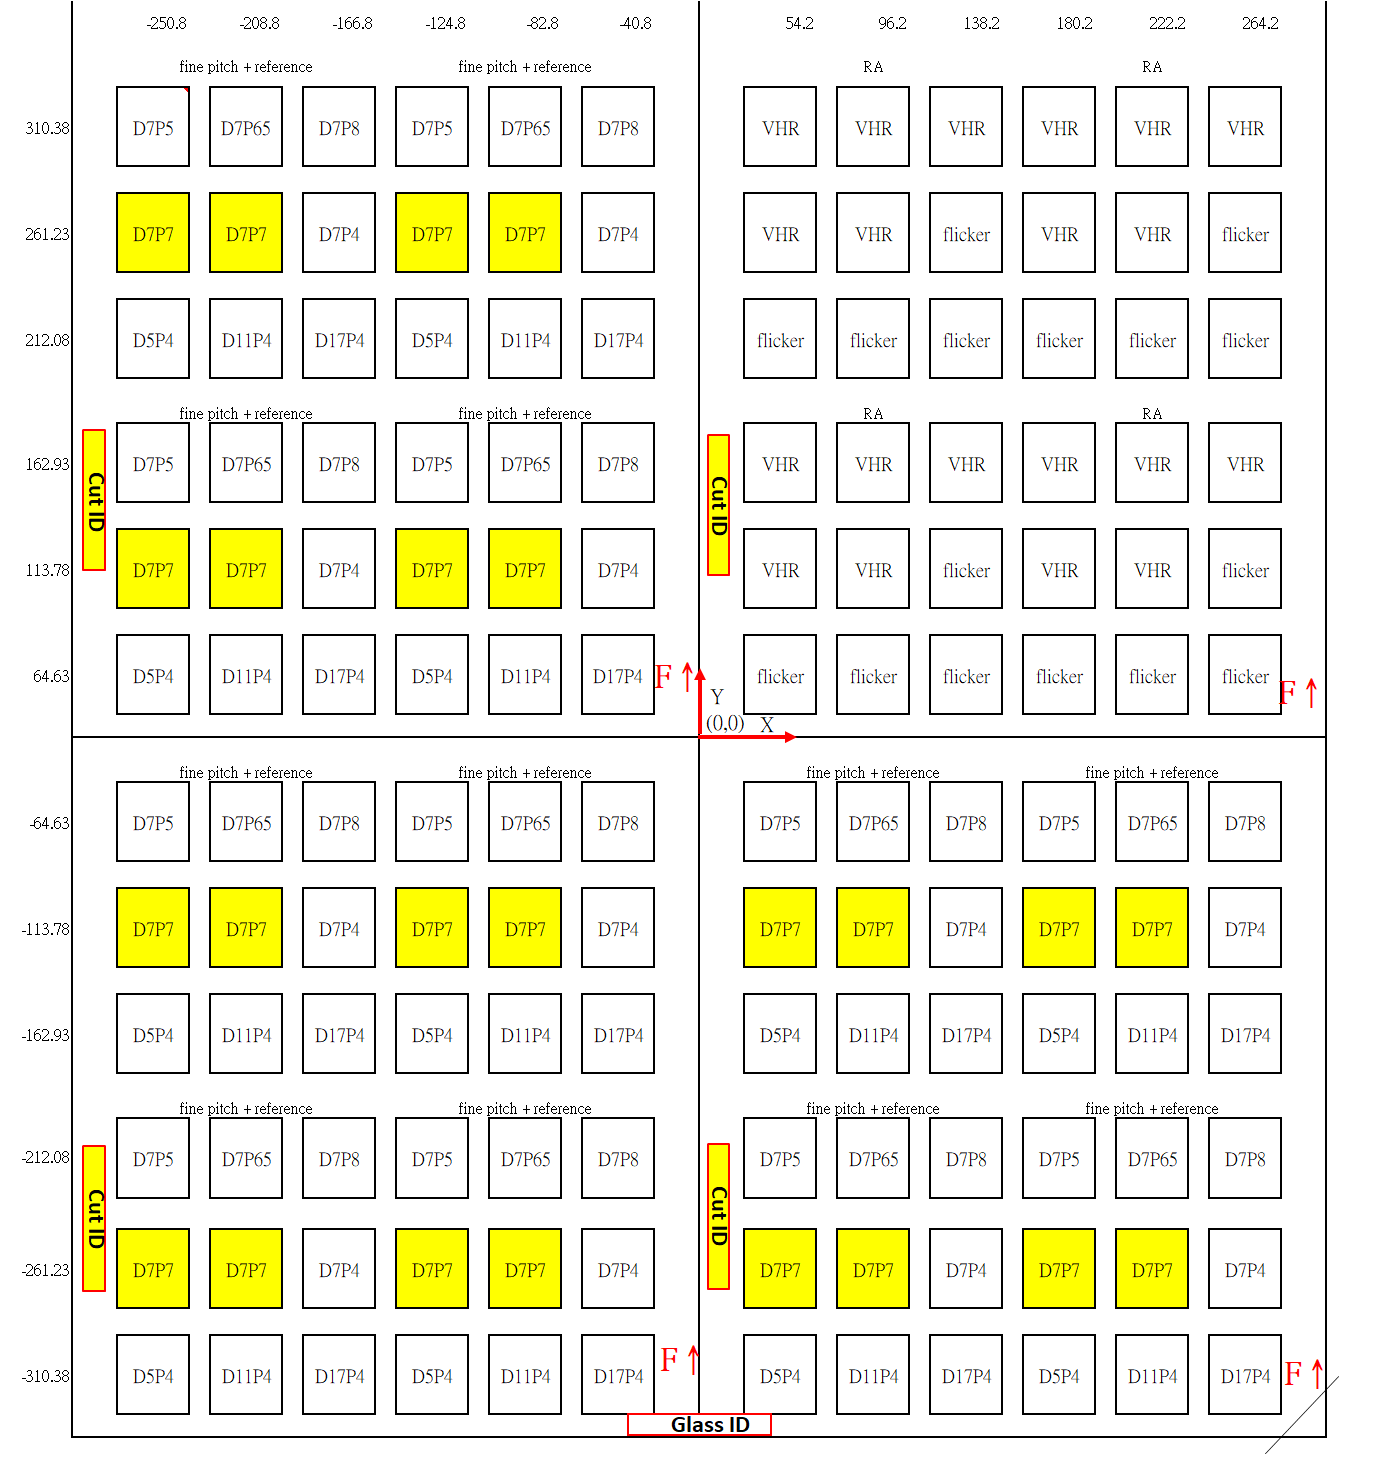 -250.8 -208.8 -166.8 -124.8 -82.8 -40.8 54.2 96.2 138.2 180.2 222.2 264.2
fine pitch + reference fine pitch + reference RA RA
310.38 D7P5 D7P65 D7P8 D7P5 D7P65 D7P8 VHR VHR VHR VHR VHR VHR
261.23 D7P7 D7P7 D7P4 D7P7 D7P7 D7P4 VHR VHR flicker VHR VHR flicker
212.08 D5P4 D11P4 D17P4 D5P4 D11P4 D17P4 flicker flicker flicker flicker flicker flicker
fine pitch + reference fine pitch + reference RA RA
162.93 D7P5 D7P65 D7P8 D7P5 D7P65 D7P8 VHR VHR VHR VHR VHR VHR
Cut ID Cut ID
113.78 D7P7 D7P7 D7P4 D7P7 D7P7 D7P4 VHR VHR flicker VHR VHR flicker
64.63 D5P4 D11P4 D17P4 D5P4 D11P4 D17P4 F ↑ flicker flicker flicker flicker flicker flicker F ↑
Y
(0,0) X
fine pitch + reference fine pitch + reference fine pitch + reference fine pitch + reference
-64.63 D7P5 D7P65 D7P8 D7P5 D7P65 D7P8 D7P5 D7P65 D7P8 D7P5 D7P65 D7P8
-113.78 D7P7 D7P7 D7P4 D7P7 D7P7 D7P4 D7P7 D7P7 D7P4 D7P7 D7P7 D7P4
-162.93 D5P4 D11P4 D17P4 D5P4 D11P4 D17P4 D5P4 D11P4 D17P4 D5P4 D11P4 D17P4
fine pitch + reference fine pitch + reference fine pitch + reference fine pitch + reference
-212.08 D7P5 D7P65 D7P8 D7P5 D7P65 D7P8 D7P5 D7P65 D7P8 D7P5 D7P65 D7P8
Cut ID Cut ID
-261.23 D7P7 D7P7 D7P4 D7P7 D7P7 D7P4 D7P7 D7P7 D7P4 D7P7 D7P7 D7P4
-310.38 D5P4 D11P4 D17P4 D5P4 D11P4 D17P4 F ↑ D5P4 D11P4 D17P4 D5P4 D11P4 D17P4 F ↑
Glass ID